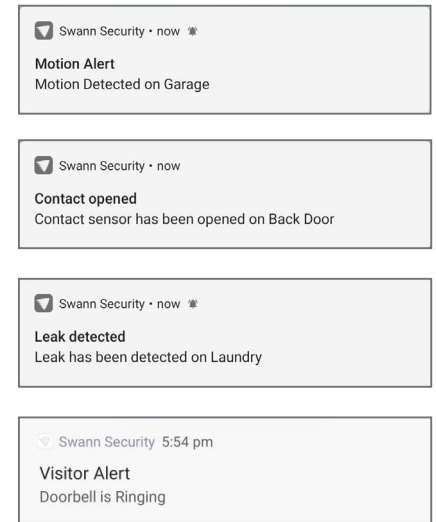 Swann Security • now
Motion Alert
Motion Detected on Garage
Swann Security • now
Contact opened
Contact sensor has been opened on Back Door
Swann Security • now
Leak detected
Leak has been detected on Laundry
Swann Security 5:54 pm
Visitor Alert
Doorbell is Ringing